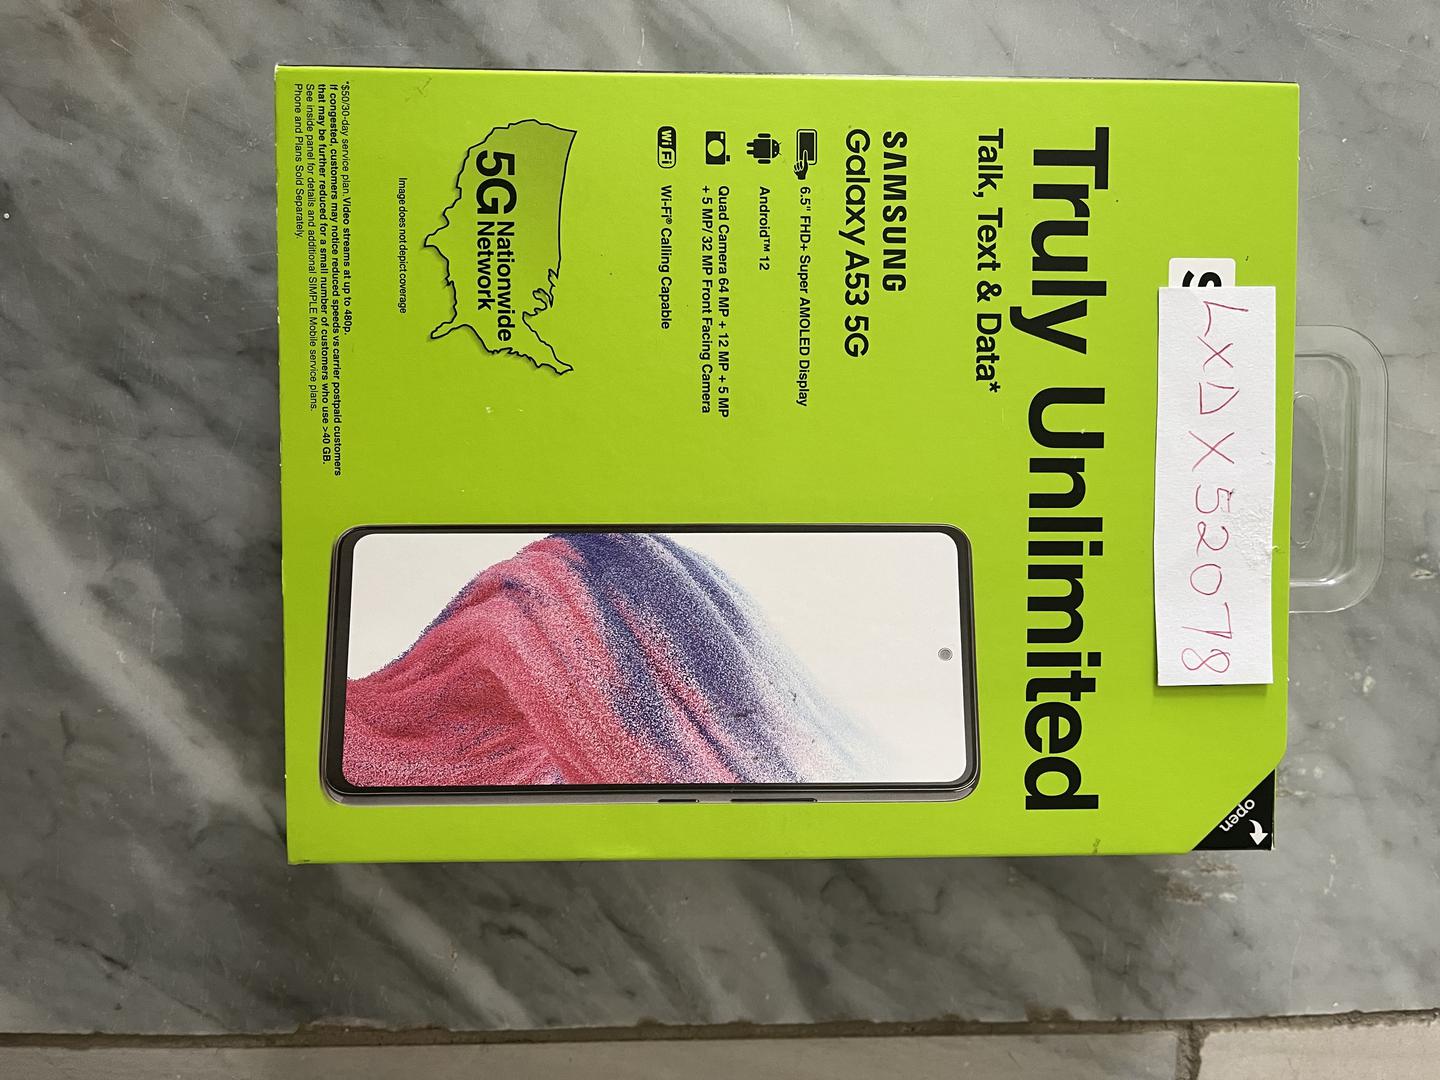 LXDX52078
Truly Unlimited
Talk, Text & Data*
SAMSUNG
Galaxy A53 5G
6.5" FHD+ Super AMOLED Display
Android™ 12
Quad Camera 64 MP + 12 MP + 5 MP
+ 5 MP/ 32 MP Front Facing Camera
WiFi
Wi-Fi® Calling Capable
5G Nationwide
Network
Image does not depict coverage
*$50/30-day service plan. Video streams at up to 480p.
If congested, customers may notice reduced speeds vs carrier postpaid customers
that may be further reduced for a small number of customers who use >40 GB.
See inside panel for details and additional SIMPLE Mobile service plans.
Phone and Plans Sold Separately.
open